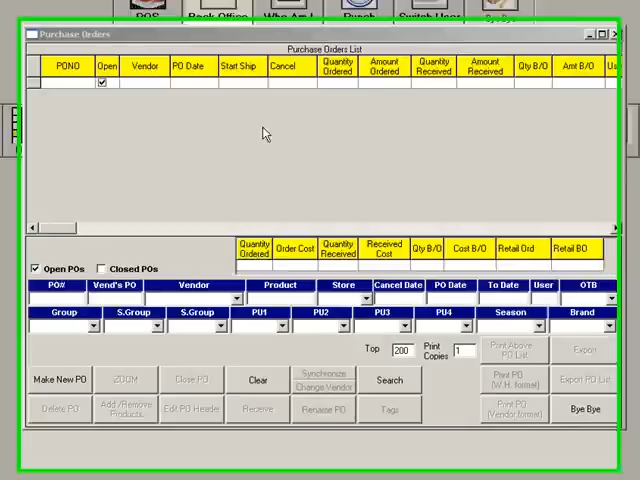 POS Back Office Who Am I Punch Switch User Bye Bye
Purchase Orders
Purchase Orders List
PONO Open Vendor PO Date Start Ship Cancel Quantity Ordered Amount Ordered Quantity Received Amount Received Qty B/O Amt B/O Us
Quantity Ordered Order Cost Quantity Received Received Cost Qty B/O Cost B/O Retail Ord Retail BO
Open POs Closed POs
PO# Vend's PO Vendor Product Store Cancel Date PO Date To Date User OTB
Group S.Group S.Group PU1 PU2 PU3 PU4 Season Brand
Top 200 Print Copies 1 Print Above PO List Export
Make New PO ZOOM Close PO Clear Synchronize Change Vendor Search Print PO (W.H. format) Export PO List
Delete PO Add /Remove Products Edit PO Header Receive Rename PO Tags Print PO (Vendor format) Bye Bye